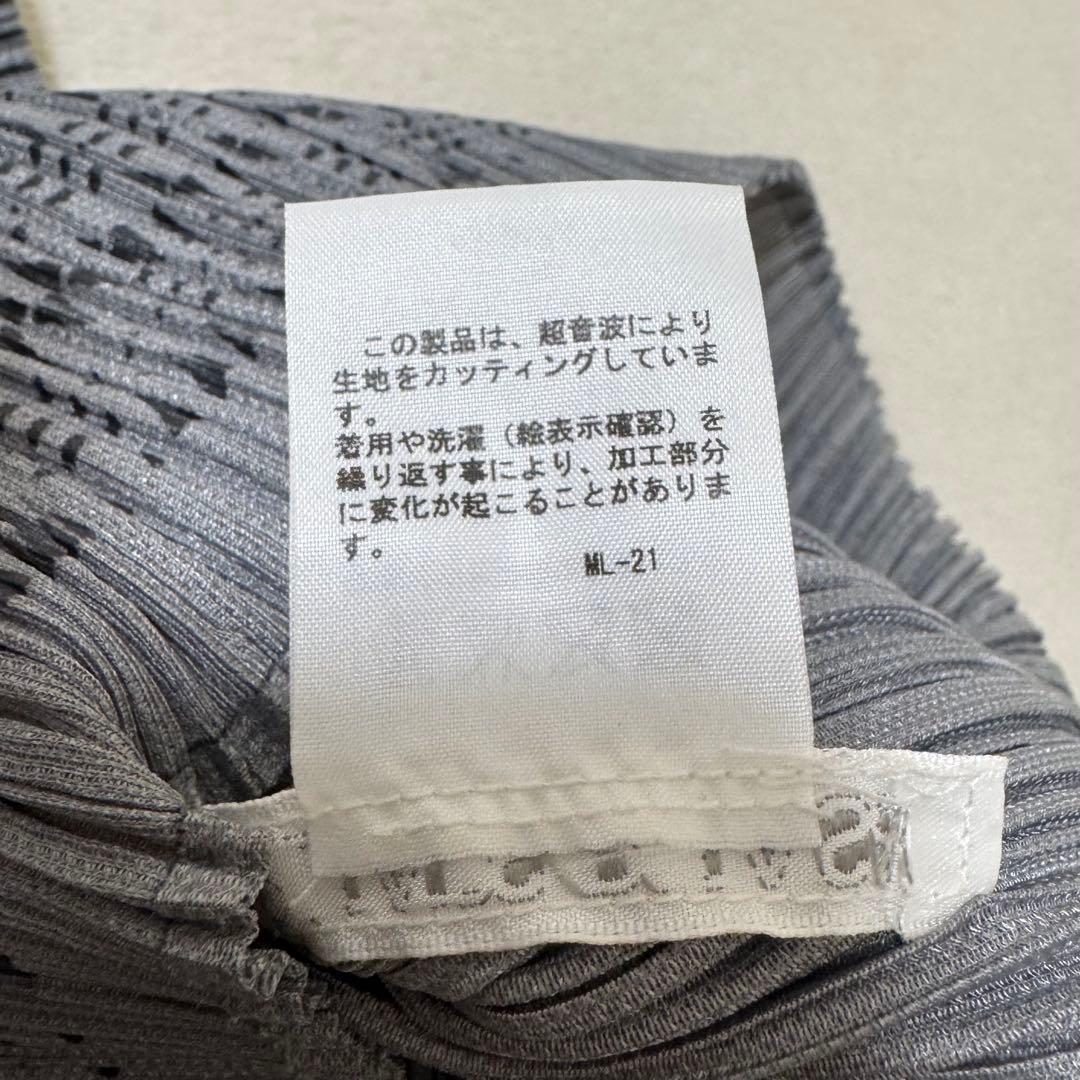 この製品は、超音波により
生地をカッティングしていま
す。
着用や洗濯（絵表示確認）を
繰り返す事により、加工部分
に変化が起こることがありま
す。
ML-21